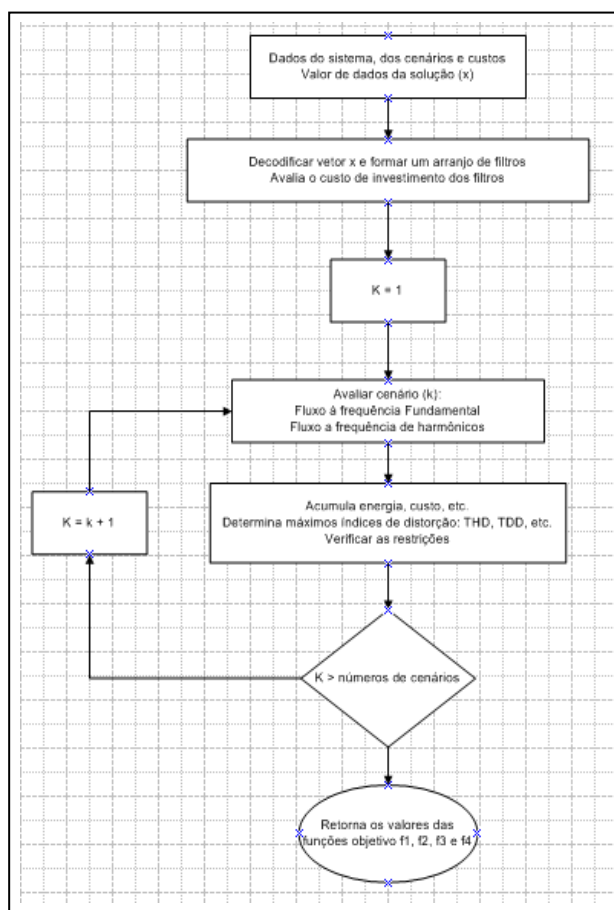 Dados do sistema, dos cenários e custos
Valor de dados da solução (x)
Decodificar vetor x e formar um arranjo de filtros
Avalia o custo de investimento dos filtros
K = 1
Avaliar cenário (k):
Fluxo á frequência Fundamental
Fluxo a frequência de harmônicos
K = k + 1
Acumula energia, custo, etc.
Determina máximos índices de distorção: THD, TDD, etc.
Verificar as restrições
K > números de cenários
Retorna os valores das
funções objetivo f1, f2, f3 e f4